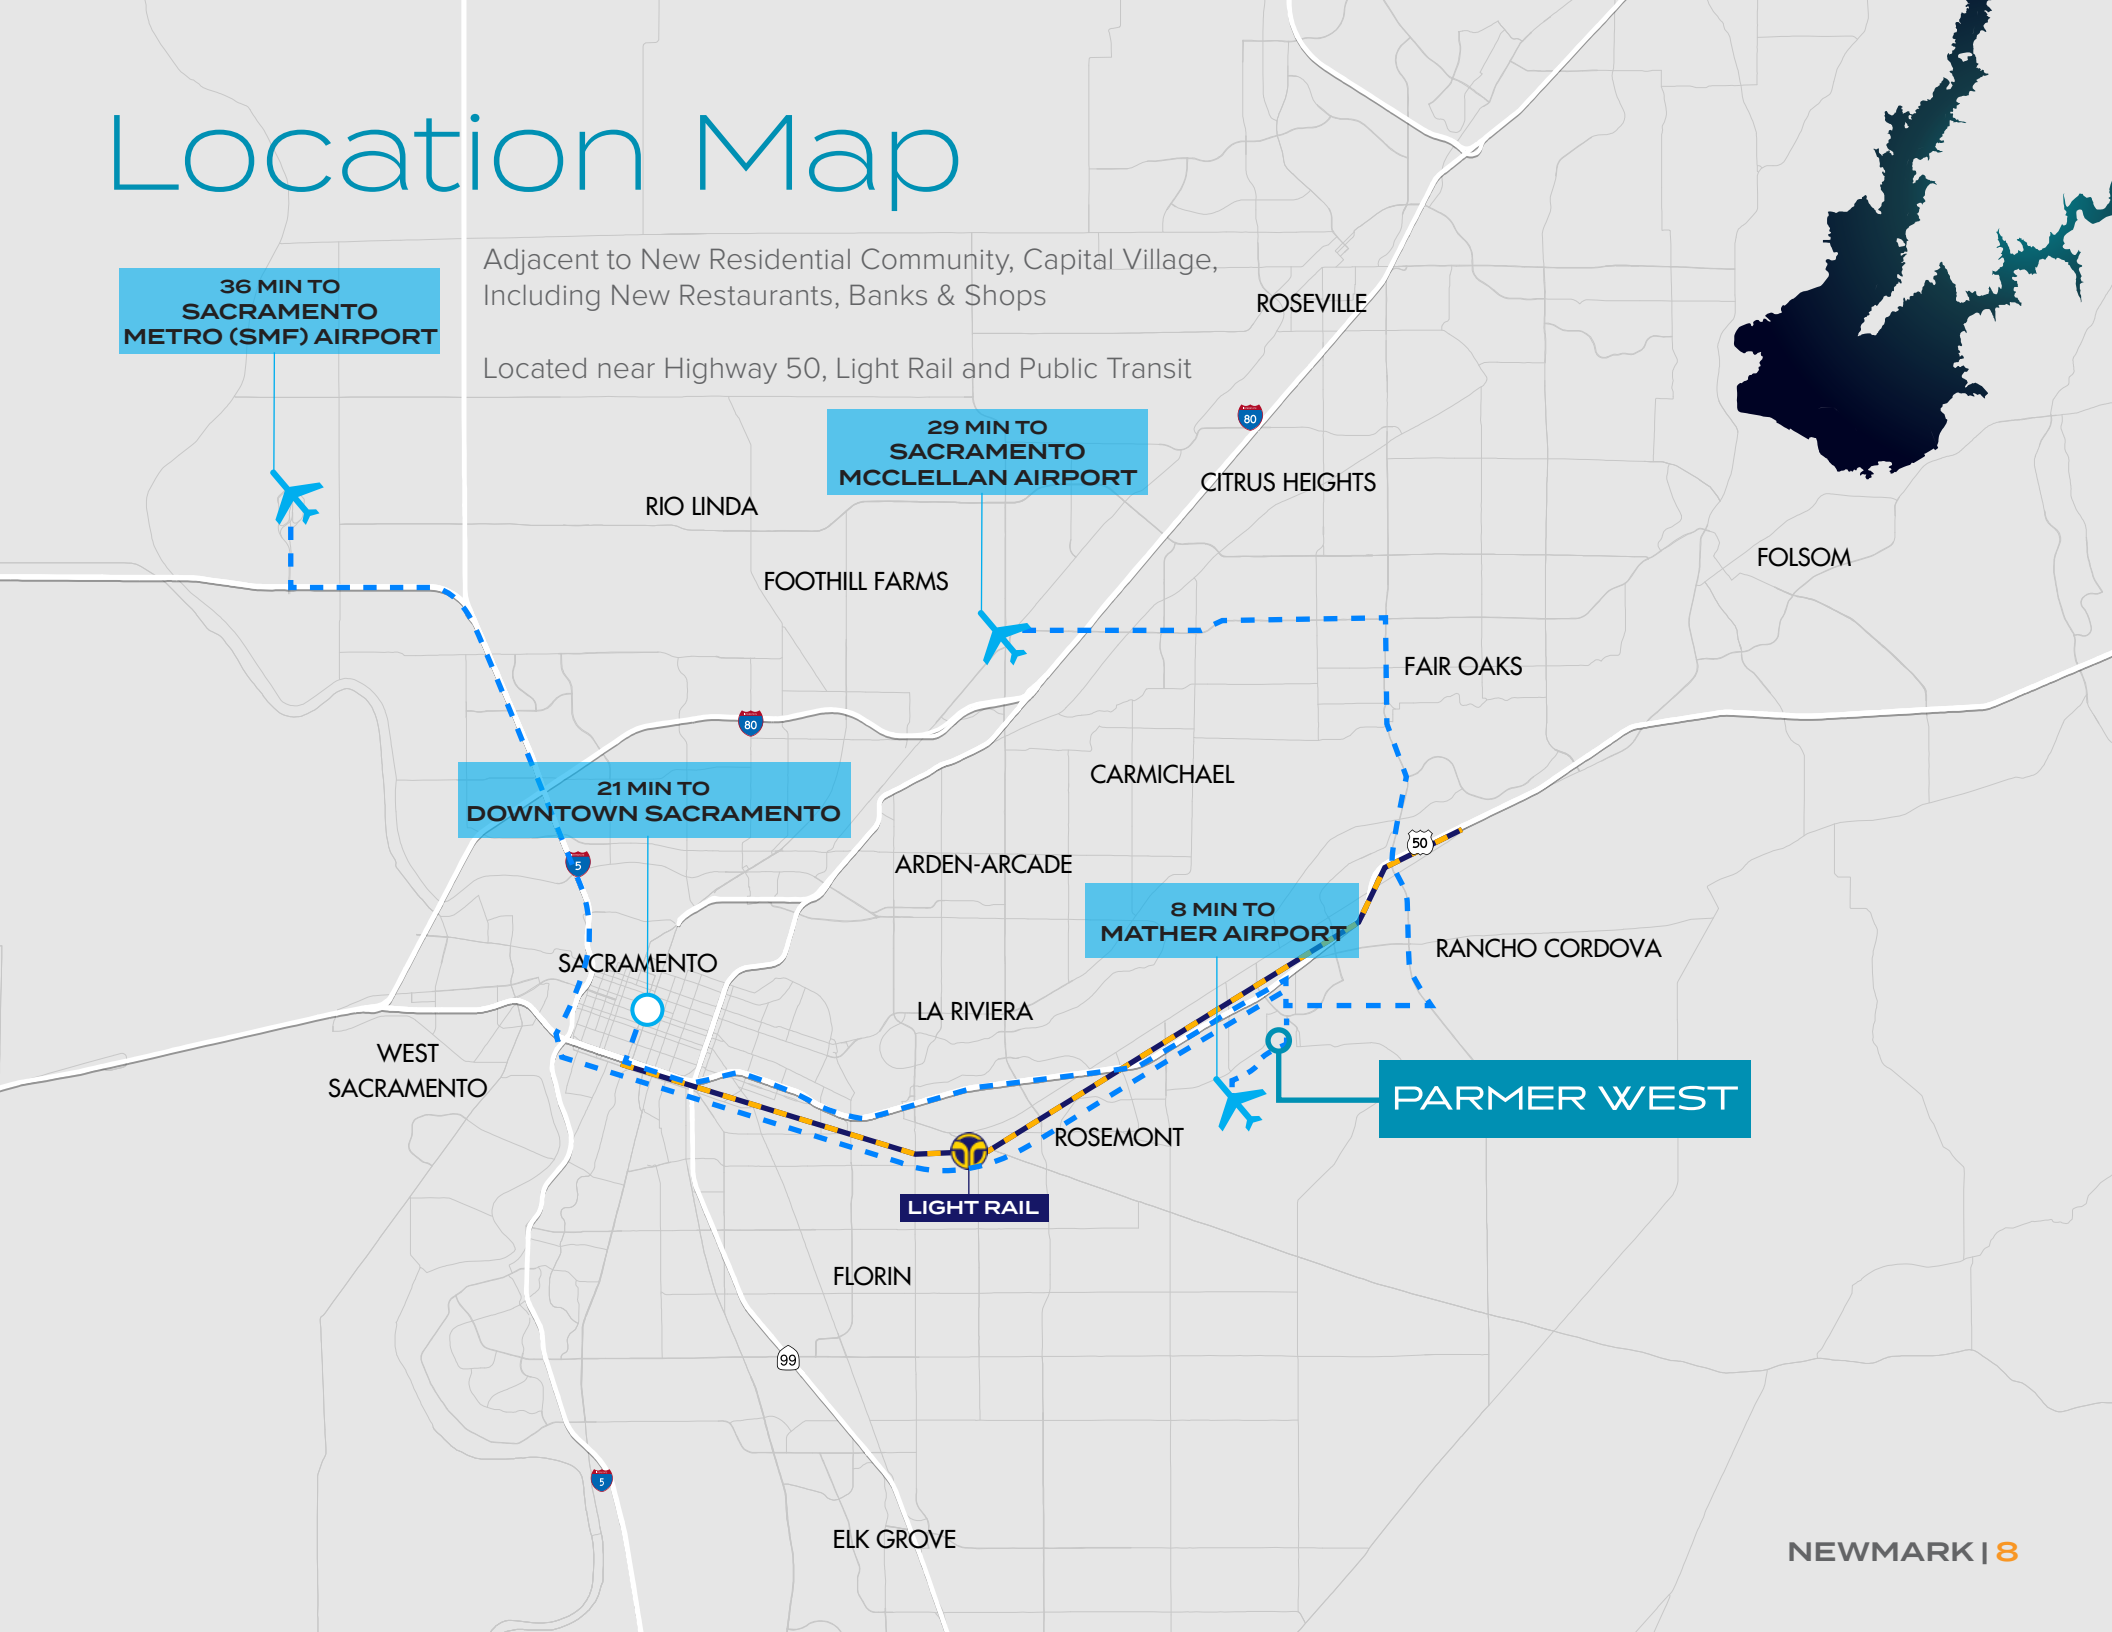 Location Map
Adjacent to New Residential Community, Capital Village,
Including New Restaurants, Banks & Shops
Located near Highway 50, Light Rail and Public Transit
36 MIN TO
SACRAMENTO
METRO (SMF) AIRPORT
ROSEVILLE
80
29 MIN TO
SACRAMENTO
MCCLELLAN AIRPORT
CITRUS HEIGHTS
RIO LINDA
FOLSOM
FOOTHILL FARMS
FAIR OAKS
80
CARMICHAEL
21 MIN TO
DOWNTOWN SACRAMENTO
50
5
ARDEN-ARCADE
8 MIN TO
MATHER AIRPORT
RANCHO CORDOVA
SACRAMENTO
LA RIVIERA
WEST
SACRAMENTO
PARMER WEST
ROSEMONT
LIGHT RAIL
FLORIN
99
5
ELK GROVE
NEWMARK | 8